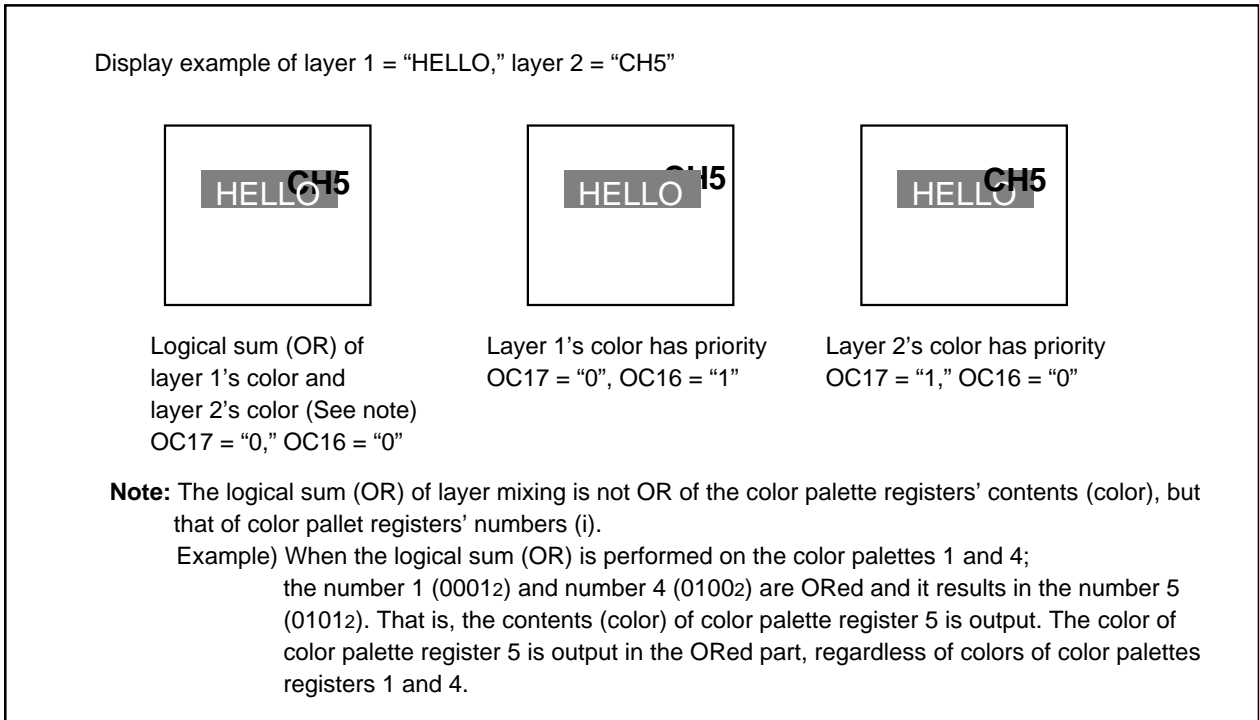 Display example of layer 1 = “HELLO,” layer 2 = “CH5”
HELLO CH5
HELLO CH5
HELLO CH5
Logical sum (OR) of
layer 1’s color and
layer 2’s color (See note)
OC17 = “0,” OC16 = “0”
Layer 1’s color has priority
OC17 = “0”, OC16 = “1”
Layer 2’s color has priority
OC17 = “1,” OC16 = “0”
Note: The logical sum (OR) of layer mixing is not OR of the color palette registers’ contents (color), but
that of color pallet registers’ numbers (i).
Example) When the logical sum (OR) is performed on the color palettes 1 and 4;
the number 1 (00012) and number 4 (01002) are ORed and it results in the number 5
(01012). That is, the contents (color) of color palette register 5 is output. The color of
color palette register 5 is output in the ORed part, regardless of colors of color palettes
registers 1 and 4.